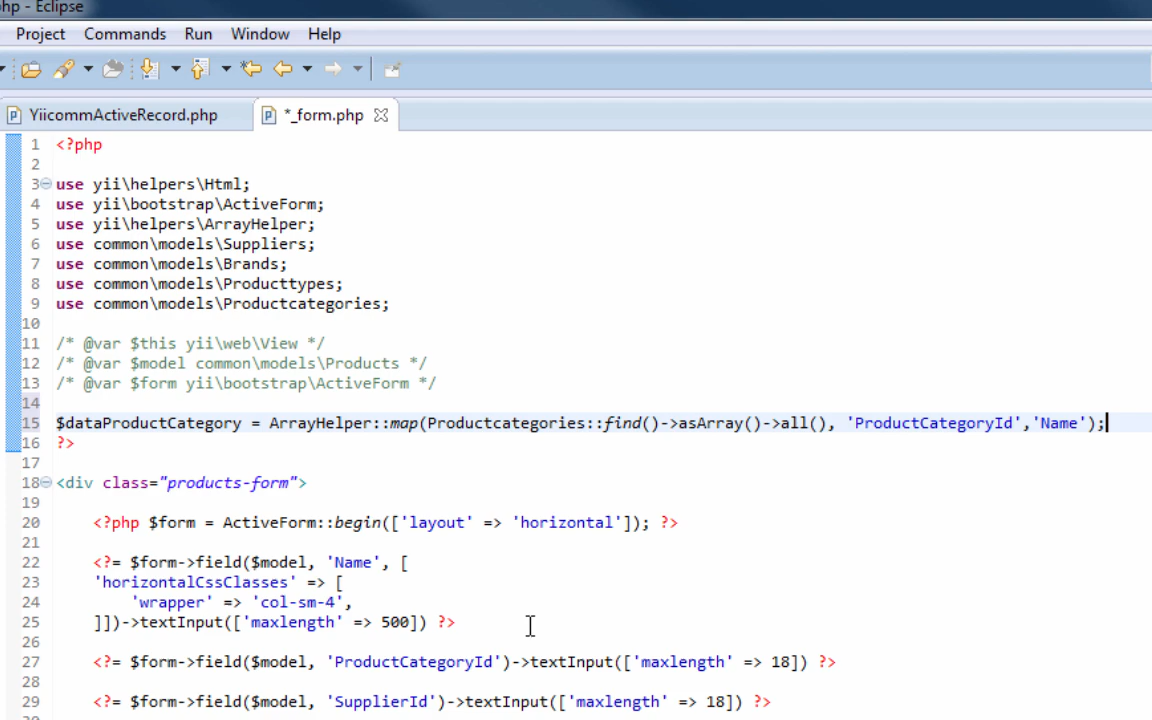 hp - Eclipse
Project Commands Run Window Help
YiicommActiveRecord.php *_form.php
1 <?php
2
3 use yii\helpers\Html;
4 use yii\bootstrap\ActiveForm;
5 use yii\helpers\ArrayHelper;
6 use common\models\Suppliers;
7 use common\models\Brands;
8 use common\models\Producttypes;
9 use common\models\Productcategories;
10
11 /* @var $this yii\web\View */
12 /* @var $model common\models\Products */
13 /* @var $form yii\bootstrap\ActiveForm */
14
15 $dataProductCategory = ArrayHelper::map(Productcategories::find()->asArray()->all(), 'ProductCategoryId','Name');
16 ?>
17
18 <div class="products-form">
19
20 <?php $form = ActiveForm::begin(['layout' => 'horizontal']); ?>
21
22 <?= $form->field($model, 'Name', [
23 'horizontalCssClasses' => [
24 'wrapper' => 'col-sm-4',
25 ]])->textInput(['maxlength' => 500]) ?>
26
27 <?= $form->field($model, 'ProductCategoryId')->textInput(['maxlength' => 18]) ?>
28
29 <?= $form->field($model, 'SupplierId')->textInput(['maxlength' => 18]) ?>